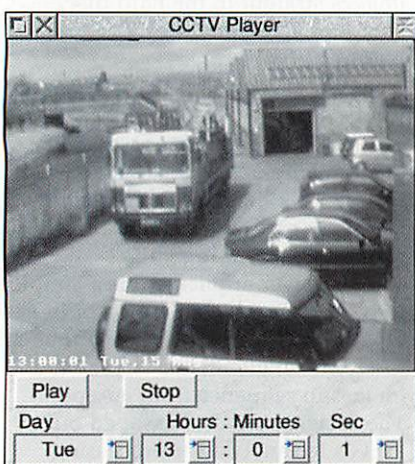 CCTV Player
13:00:01 Tue,15
Play Stop
Day Hours : Minutes Sec
Tue 13 : 0 1